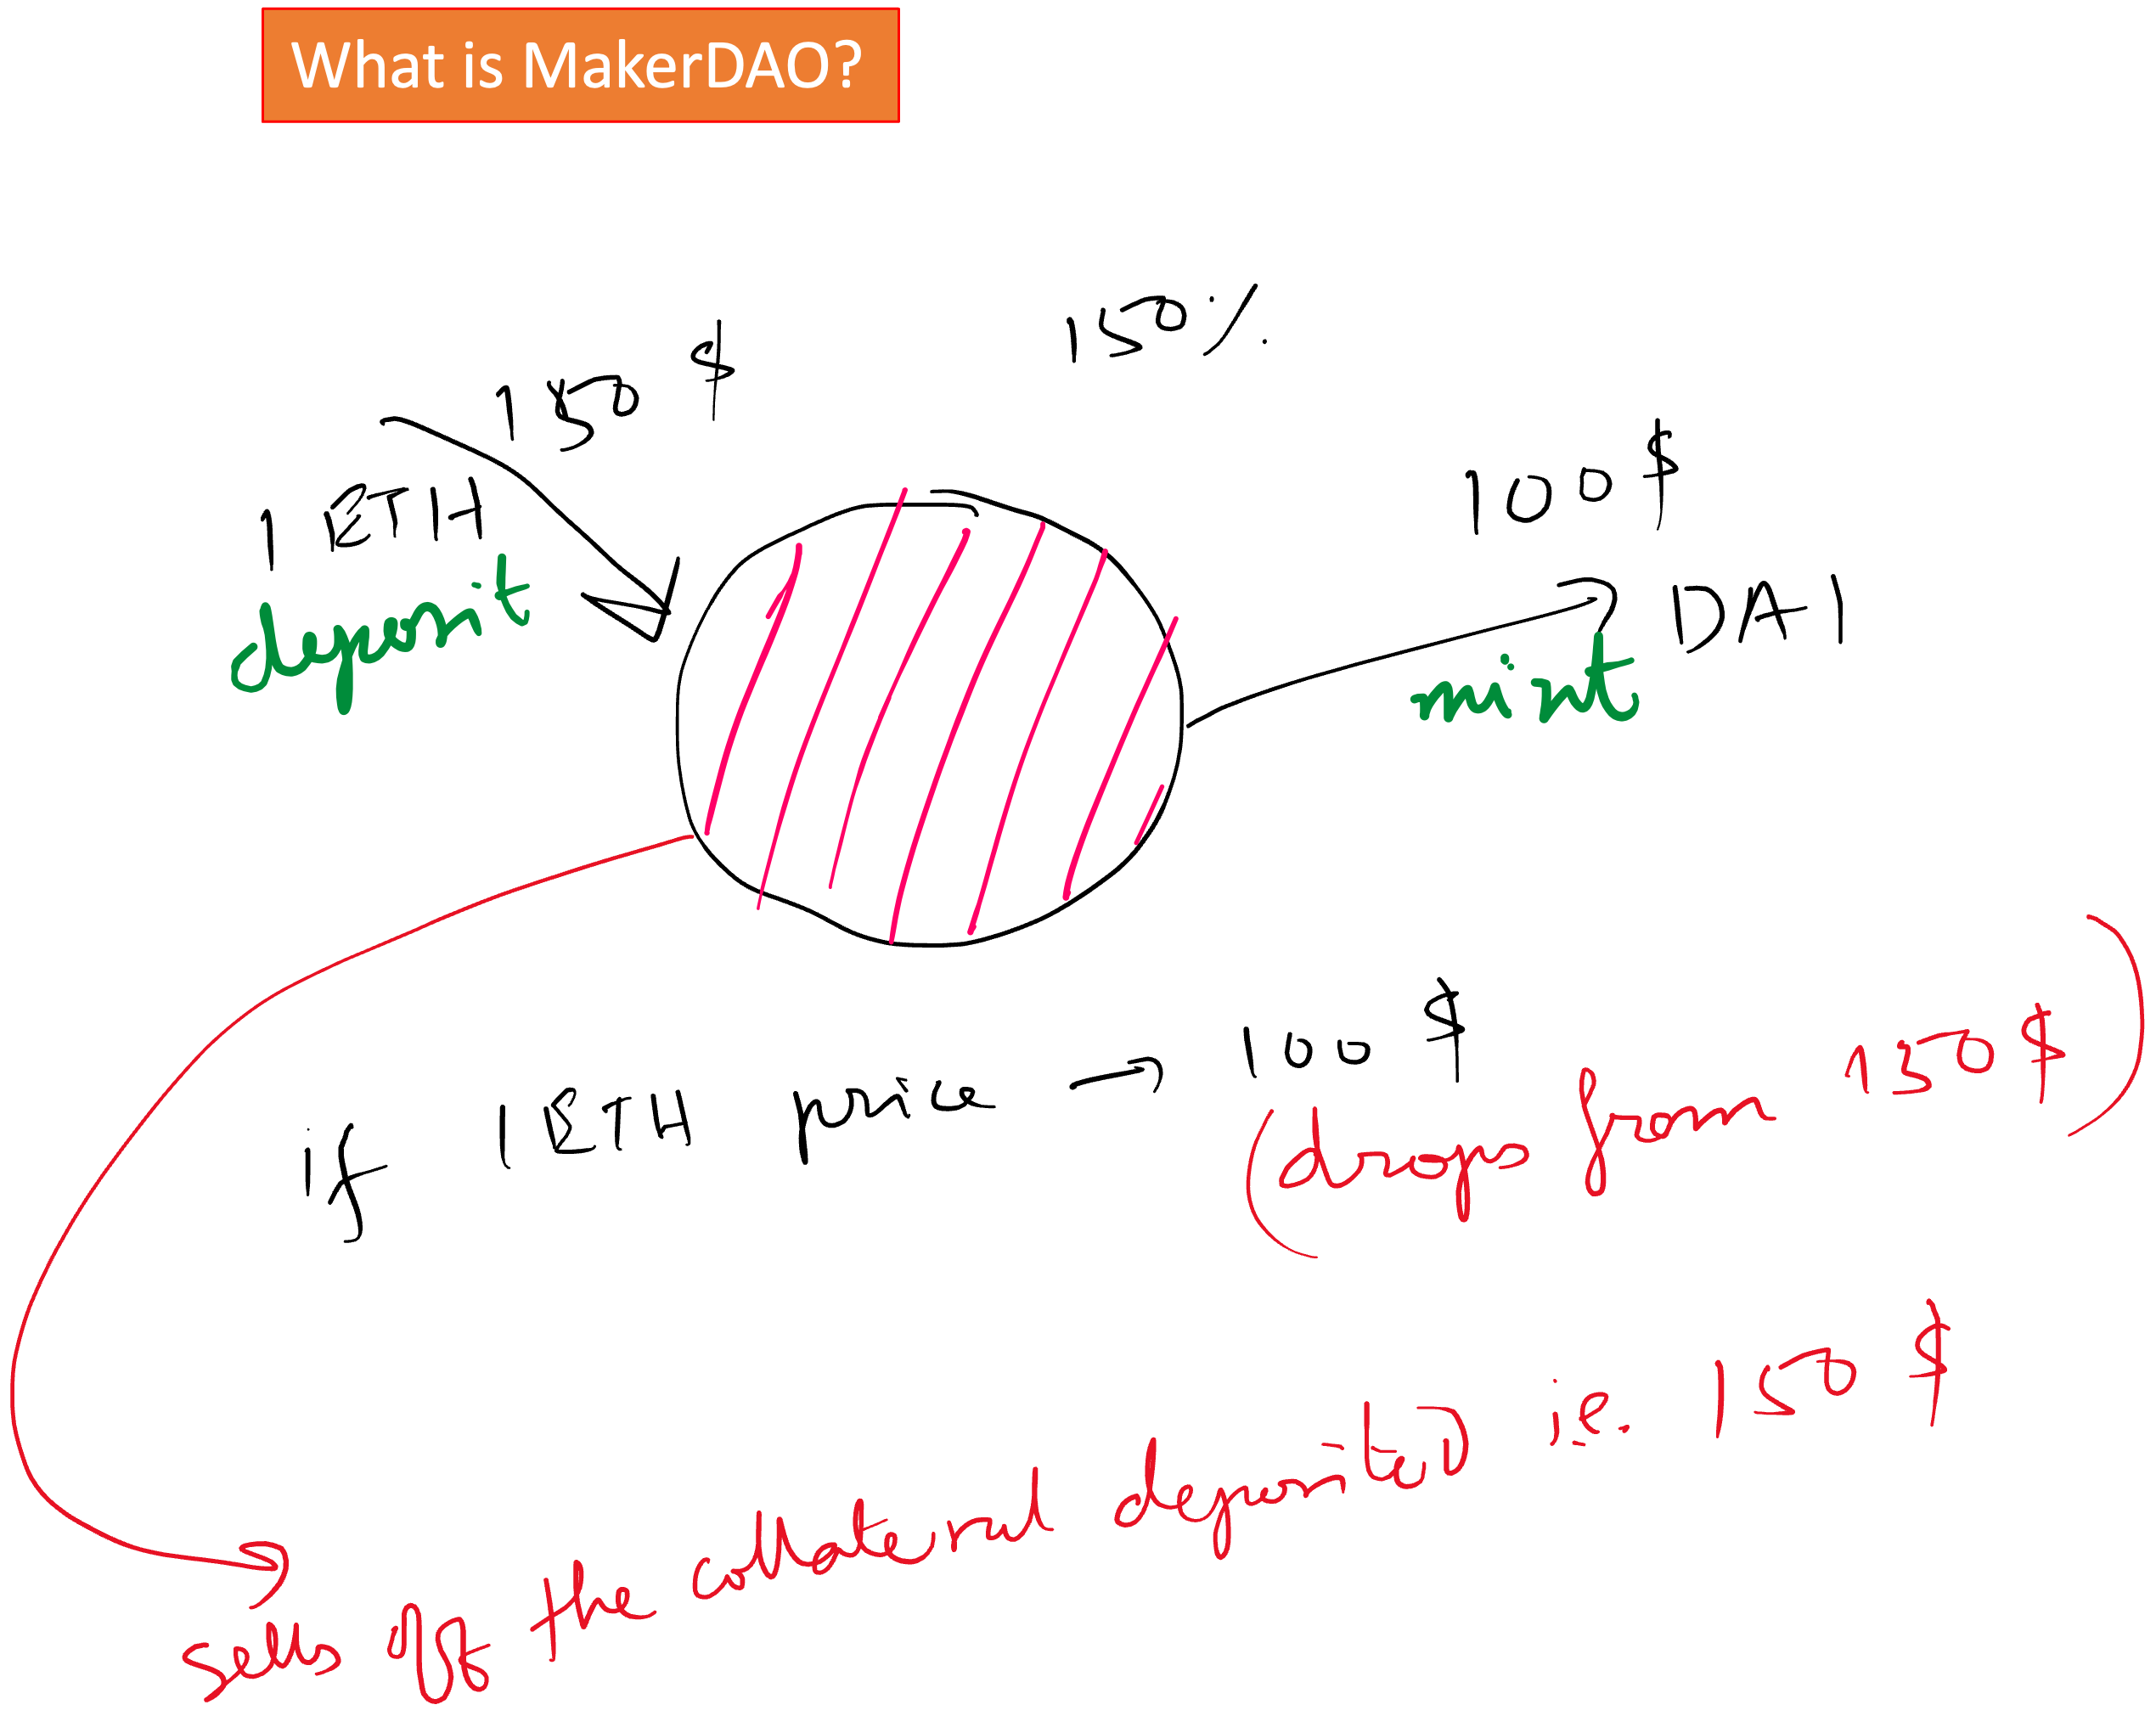 What is MakerDAO?
150 %.
150 $
1 ETH
deposit
100 $
DAI
mint
if 1 ETH price → 100 $
(drops from 150 $)
sells off the collateral deposited i.e. 150 $